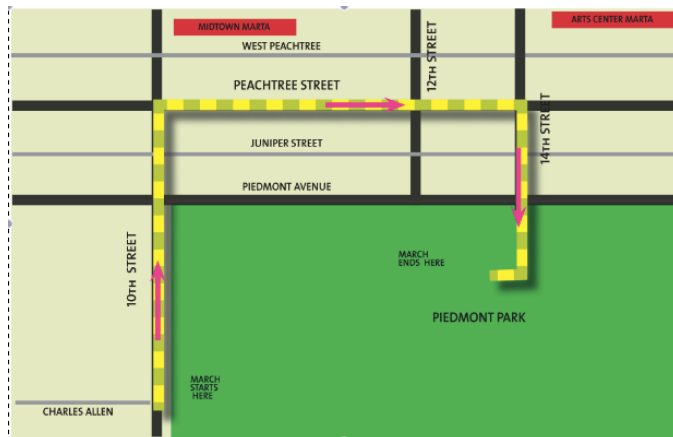 MIDTOWN MARTA
ARTS CENTER MARTA
WEST PEACHTREE
12TH STREET
PEACHTREE STREET
14TH STREET
JUNIPER STREET
PIEDMONT AVENUE
10TH STREET
MARCH
ENDS HERE
PIEDMONT PARK
MARCH
STARTS
HERE
CHARLES ALLEN